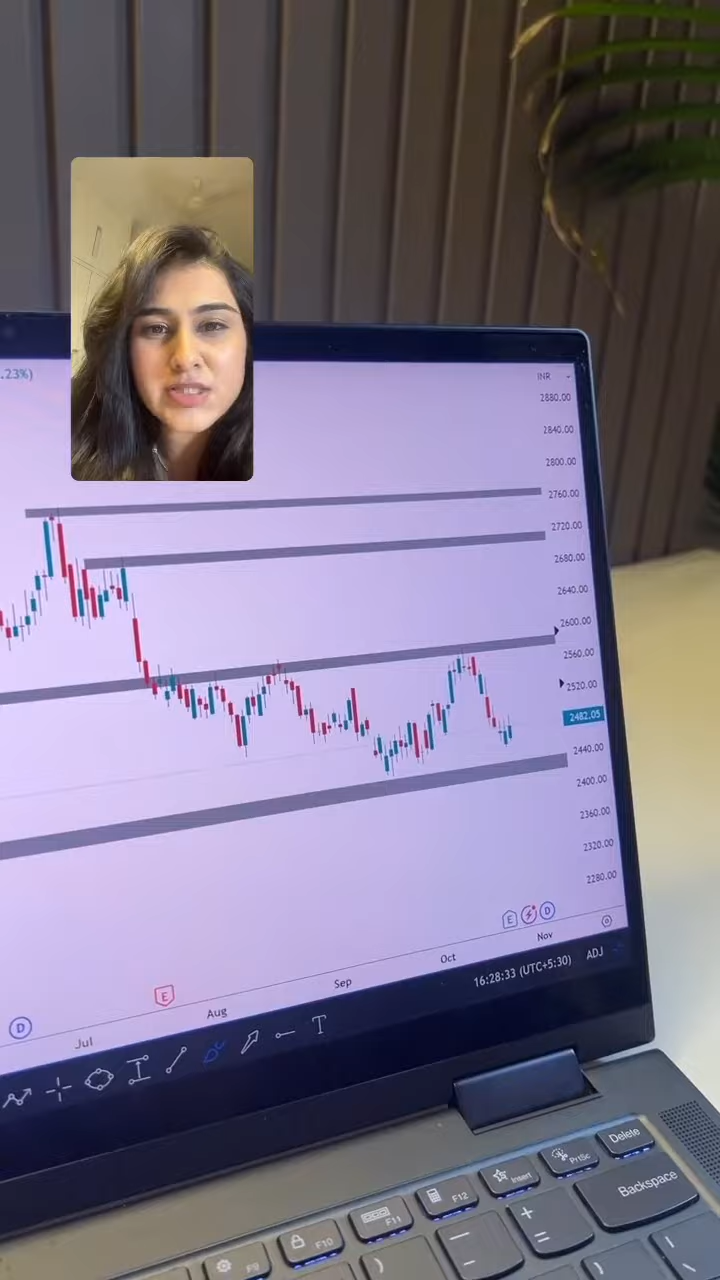 .23%)
INR
2880.00
2840.00
2800.00
2760.00
2720.00
2680.00
2640.00
2600.00
2560.00
2520.00
2482.05
2440.00
2400.00
2360.00
2320.00
2280.00
E
D
D
E
Jul
Aug
Sep
Oct
Nov
16:28:33 (UTC+5:30)
ADJ
T
Delete
PrtSc
Insert
F12
F11
F10
F9
Backspace
+
=
—
)